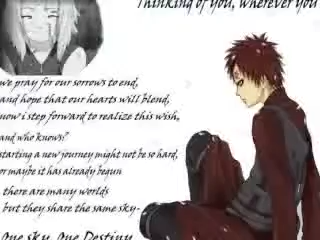 Thinking of you, wherever you
we pray for our sorrows to end,
and hope that our hearts will blend,
now i step forward to realize this wish,
and who knows?
starting a new journey might not be so hard,
or maybe it has already begun
there are many worlds
but they share the same sky-
One sky, One Destiny